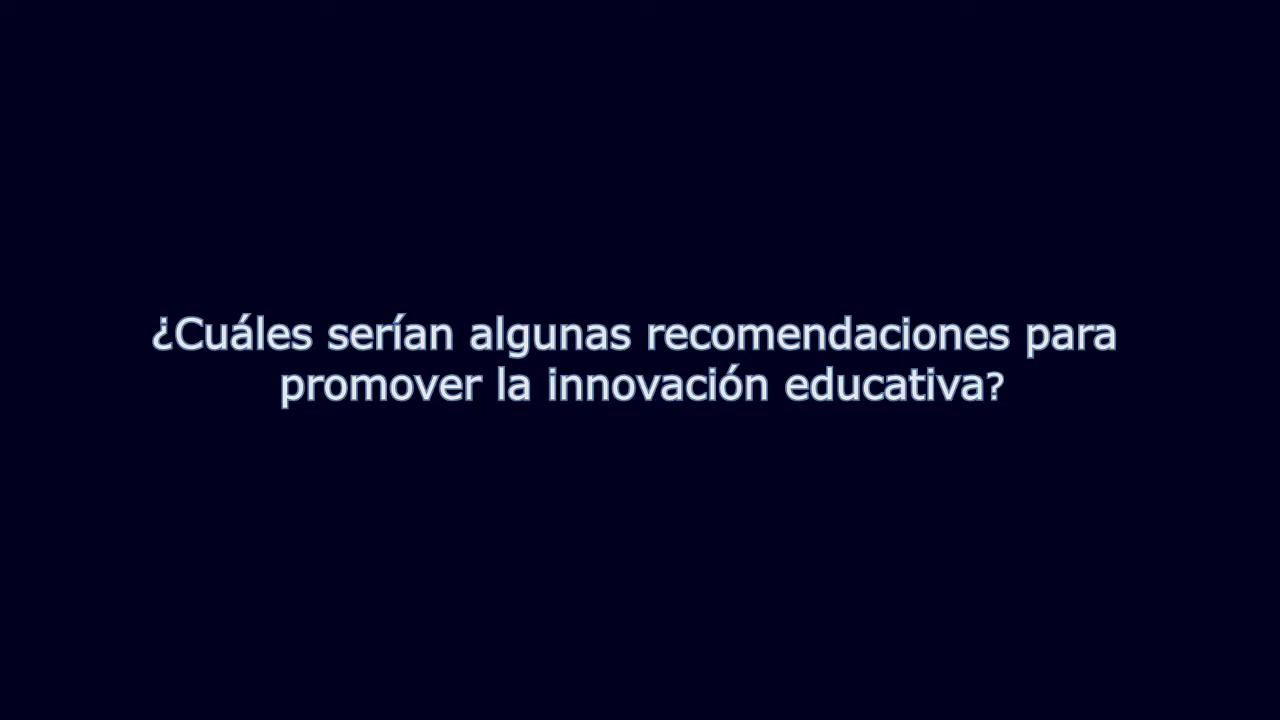 ¿Cuáles serían algunas recomendaciones para
promover la innovación educativa?